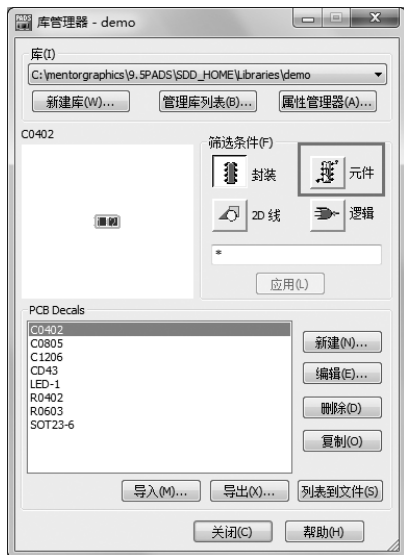 库管理器 - demo
库(I)
C:\mentorgraphics\9.5PADS\SDD_HOME\Libraries\demo
新建库(W)... 管理库列表(B)... 属性管理器(A)...
C0402
筛选条件(F)
封装 元件
2D 线 逻辑
*
应用(L)
PCB Decals
C0402
C0805
C1206
CD43
LED-1
R0402
R0603
SOT23-6
新建(N)...
编辑(E)...
删除(D)
复制(O)
导入(M)... 导出(X)... 列表到文件(S)
关闭(C) 帮助(H)